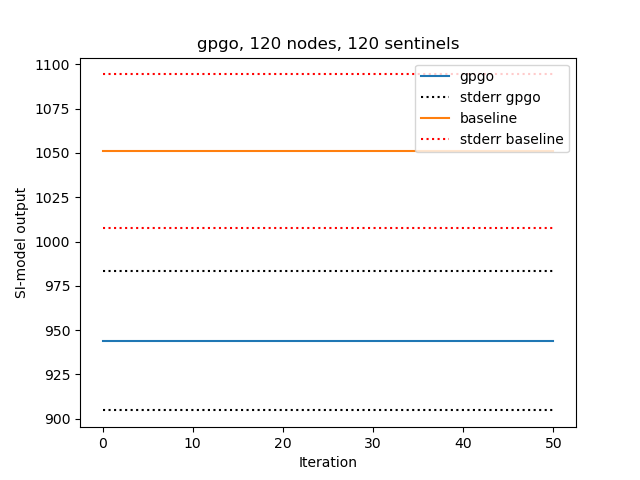 gpgo, 120 nodes, 120 sentinels
1100
1075
1050
1025
1000
975
950
925
900
SI-model output
gpgo
stderr gpgo
baseline
stderr baseline
0 10 20 30 40 50
Iteration